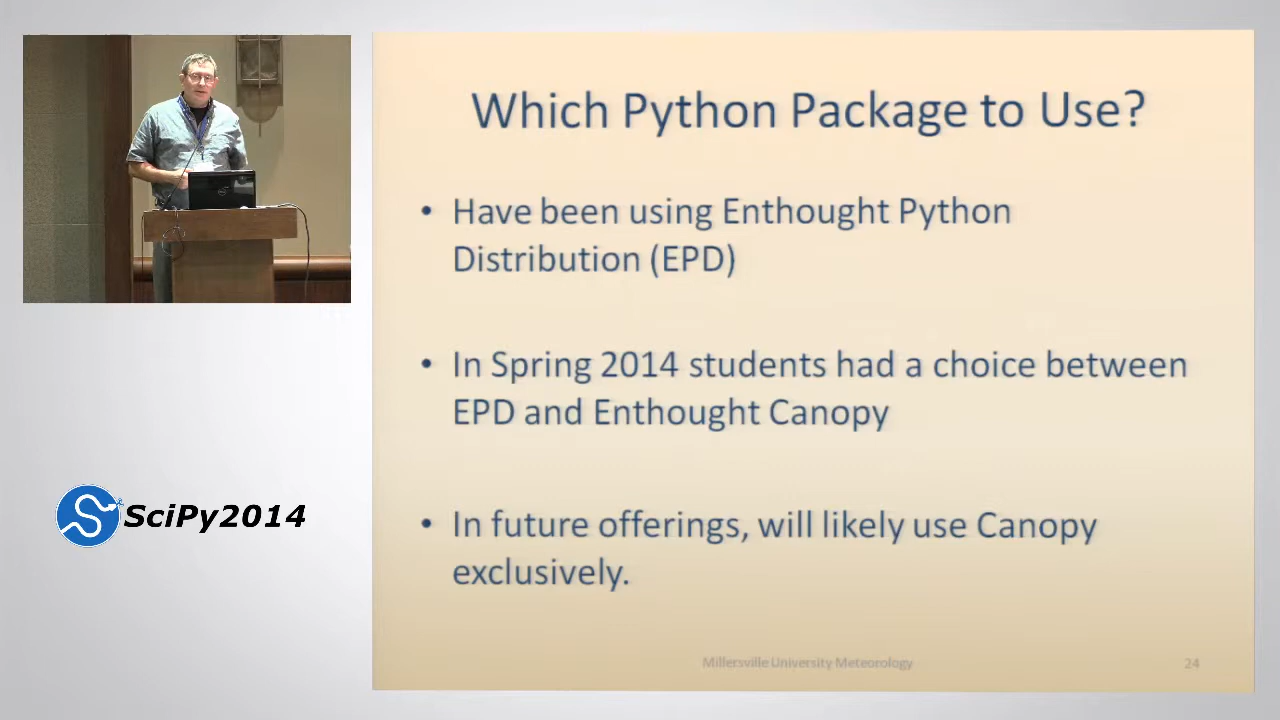 Which Python Package to Use?
• Have been using Enthought Python
Distribution (EPD)
• In Spring 2014 students had a choice between
EPD and Enthought Canopy
• In future offerings, will likely use Canopy
exclusively.
SciPy2014
Millersville University Meteorology
24